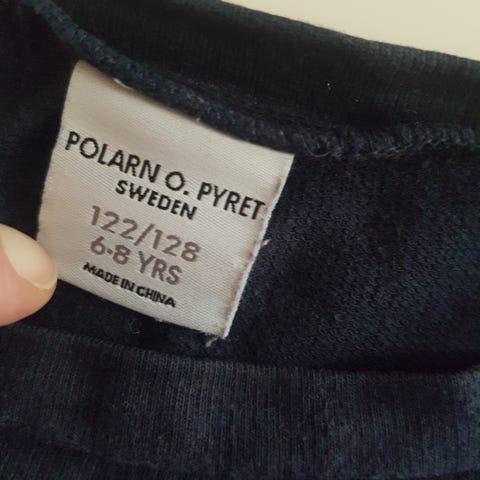 POLARN O. PYRET
SWEDEN
122/128
6-8 YRS
MADE IN CHINA